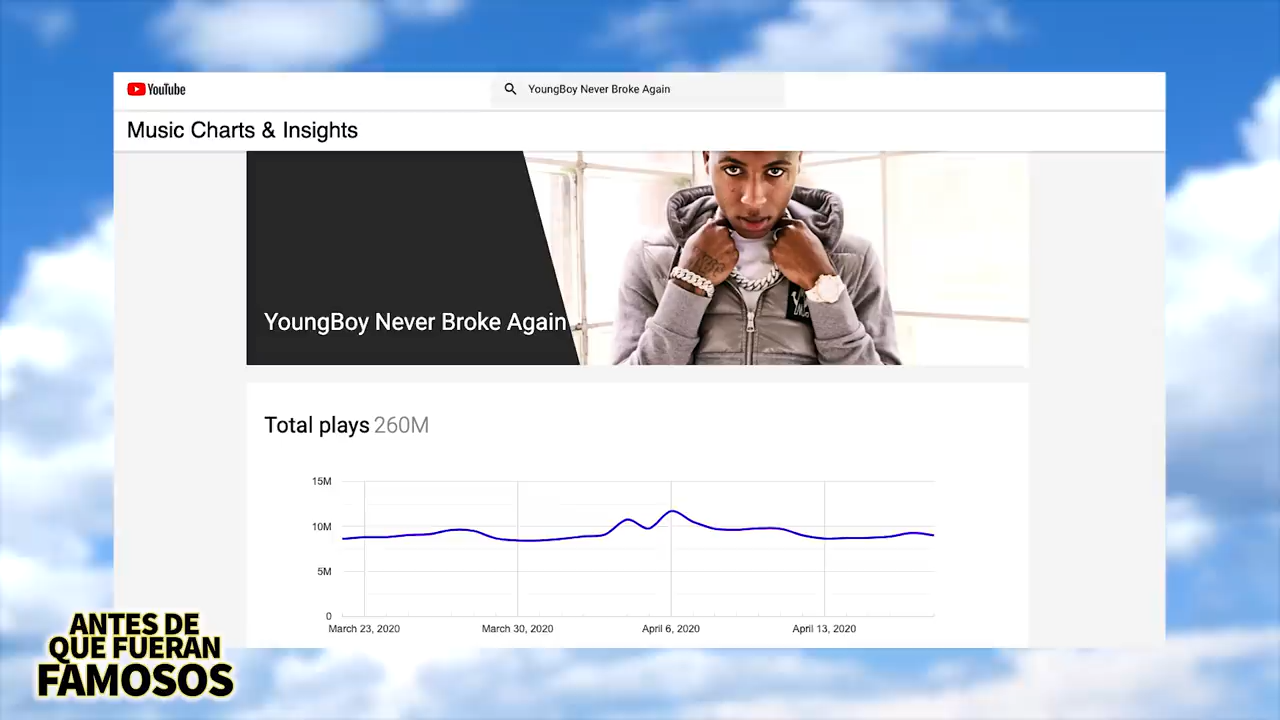 YouTube
YoungBoy Never Broke Again
Music Charts & Insights
YoungBoy Never Broke Again
Total plays 260M
15M
10M
5M
0
March 23, 2020
March 30, 2020
April 6, 2020
April 13, 2020
ANTES DE
QUE FUERAN
FAMOSOS